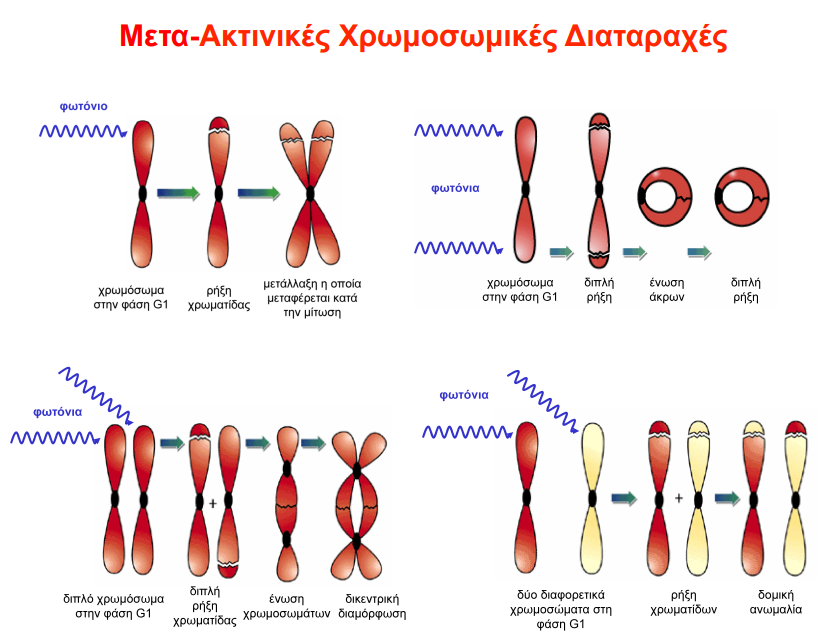 Μετα-Ακτινικές Χρωμοσωμικές Διαταραχές
φωτόνιο
χρωμόσωμα
στην φάση G1
ρήξη
χρωματίδας
μετάλλαξη η οποία
μεταφέρεται κατά
την μίτωση
φωτόνια
χρωμόσωμα
στην φάση G1
διπλή
ρήξη
ένωση
άκρων
διπλή
ρήξη
φωτόνια
+
διπλό χρωμόσωμα
στην φάση G1
διπλή
ρήξη
χρωματίδας
ένωση
χρωμοσωμάτων
δικεντρική
διαμόρφωση
φωτόνια
+
δύο διαφορετικά
χρωμοσώματα στη
φάση G1
ρήξη
χρωματίδων
δομική
ανωμαλία